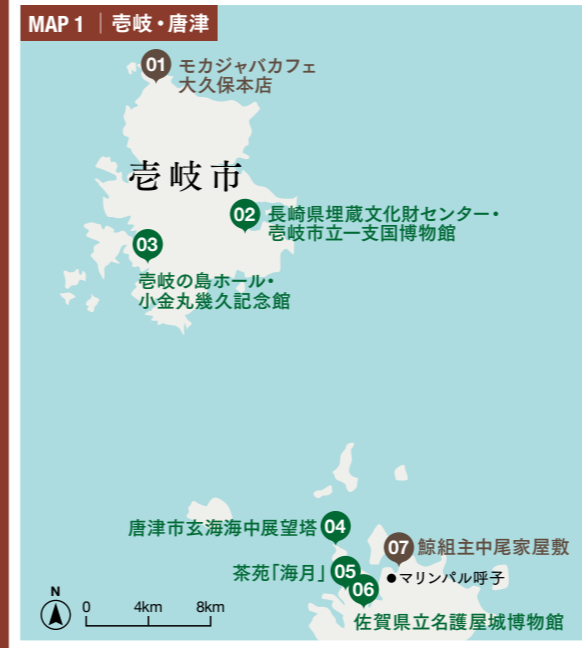 MAP 1 | 壱岐・唐津
01 モカジャバカフェ
大久保本店
壱岐市
02 長崎県埋蔵文化財センター・
壱岐市立一支国博物館
03
壱岐の島ホール・
小金丸幾久記念館
唐津市玄海海中展望塔 04
07 鯨組主中尾家屋敷
茶苑「海月」 05
●マリンパル呼子
06
佐賀県立名護屋城博物館
N
0 4km 8km